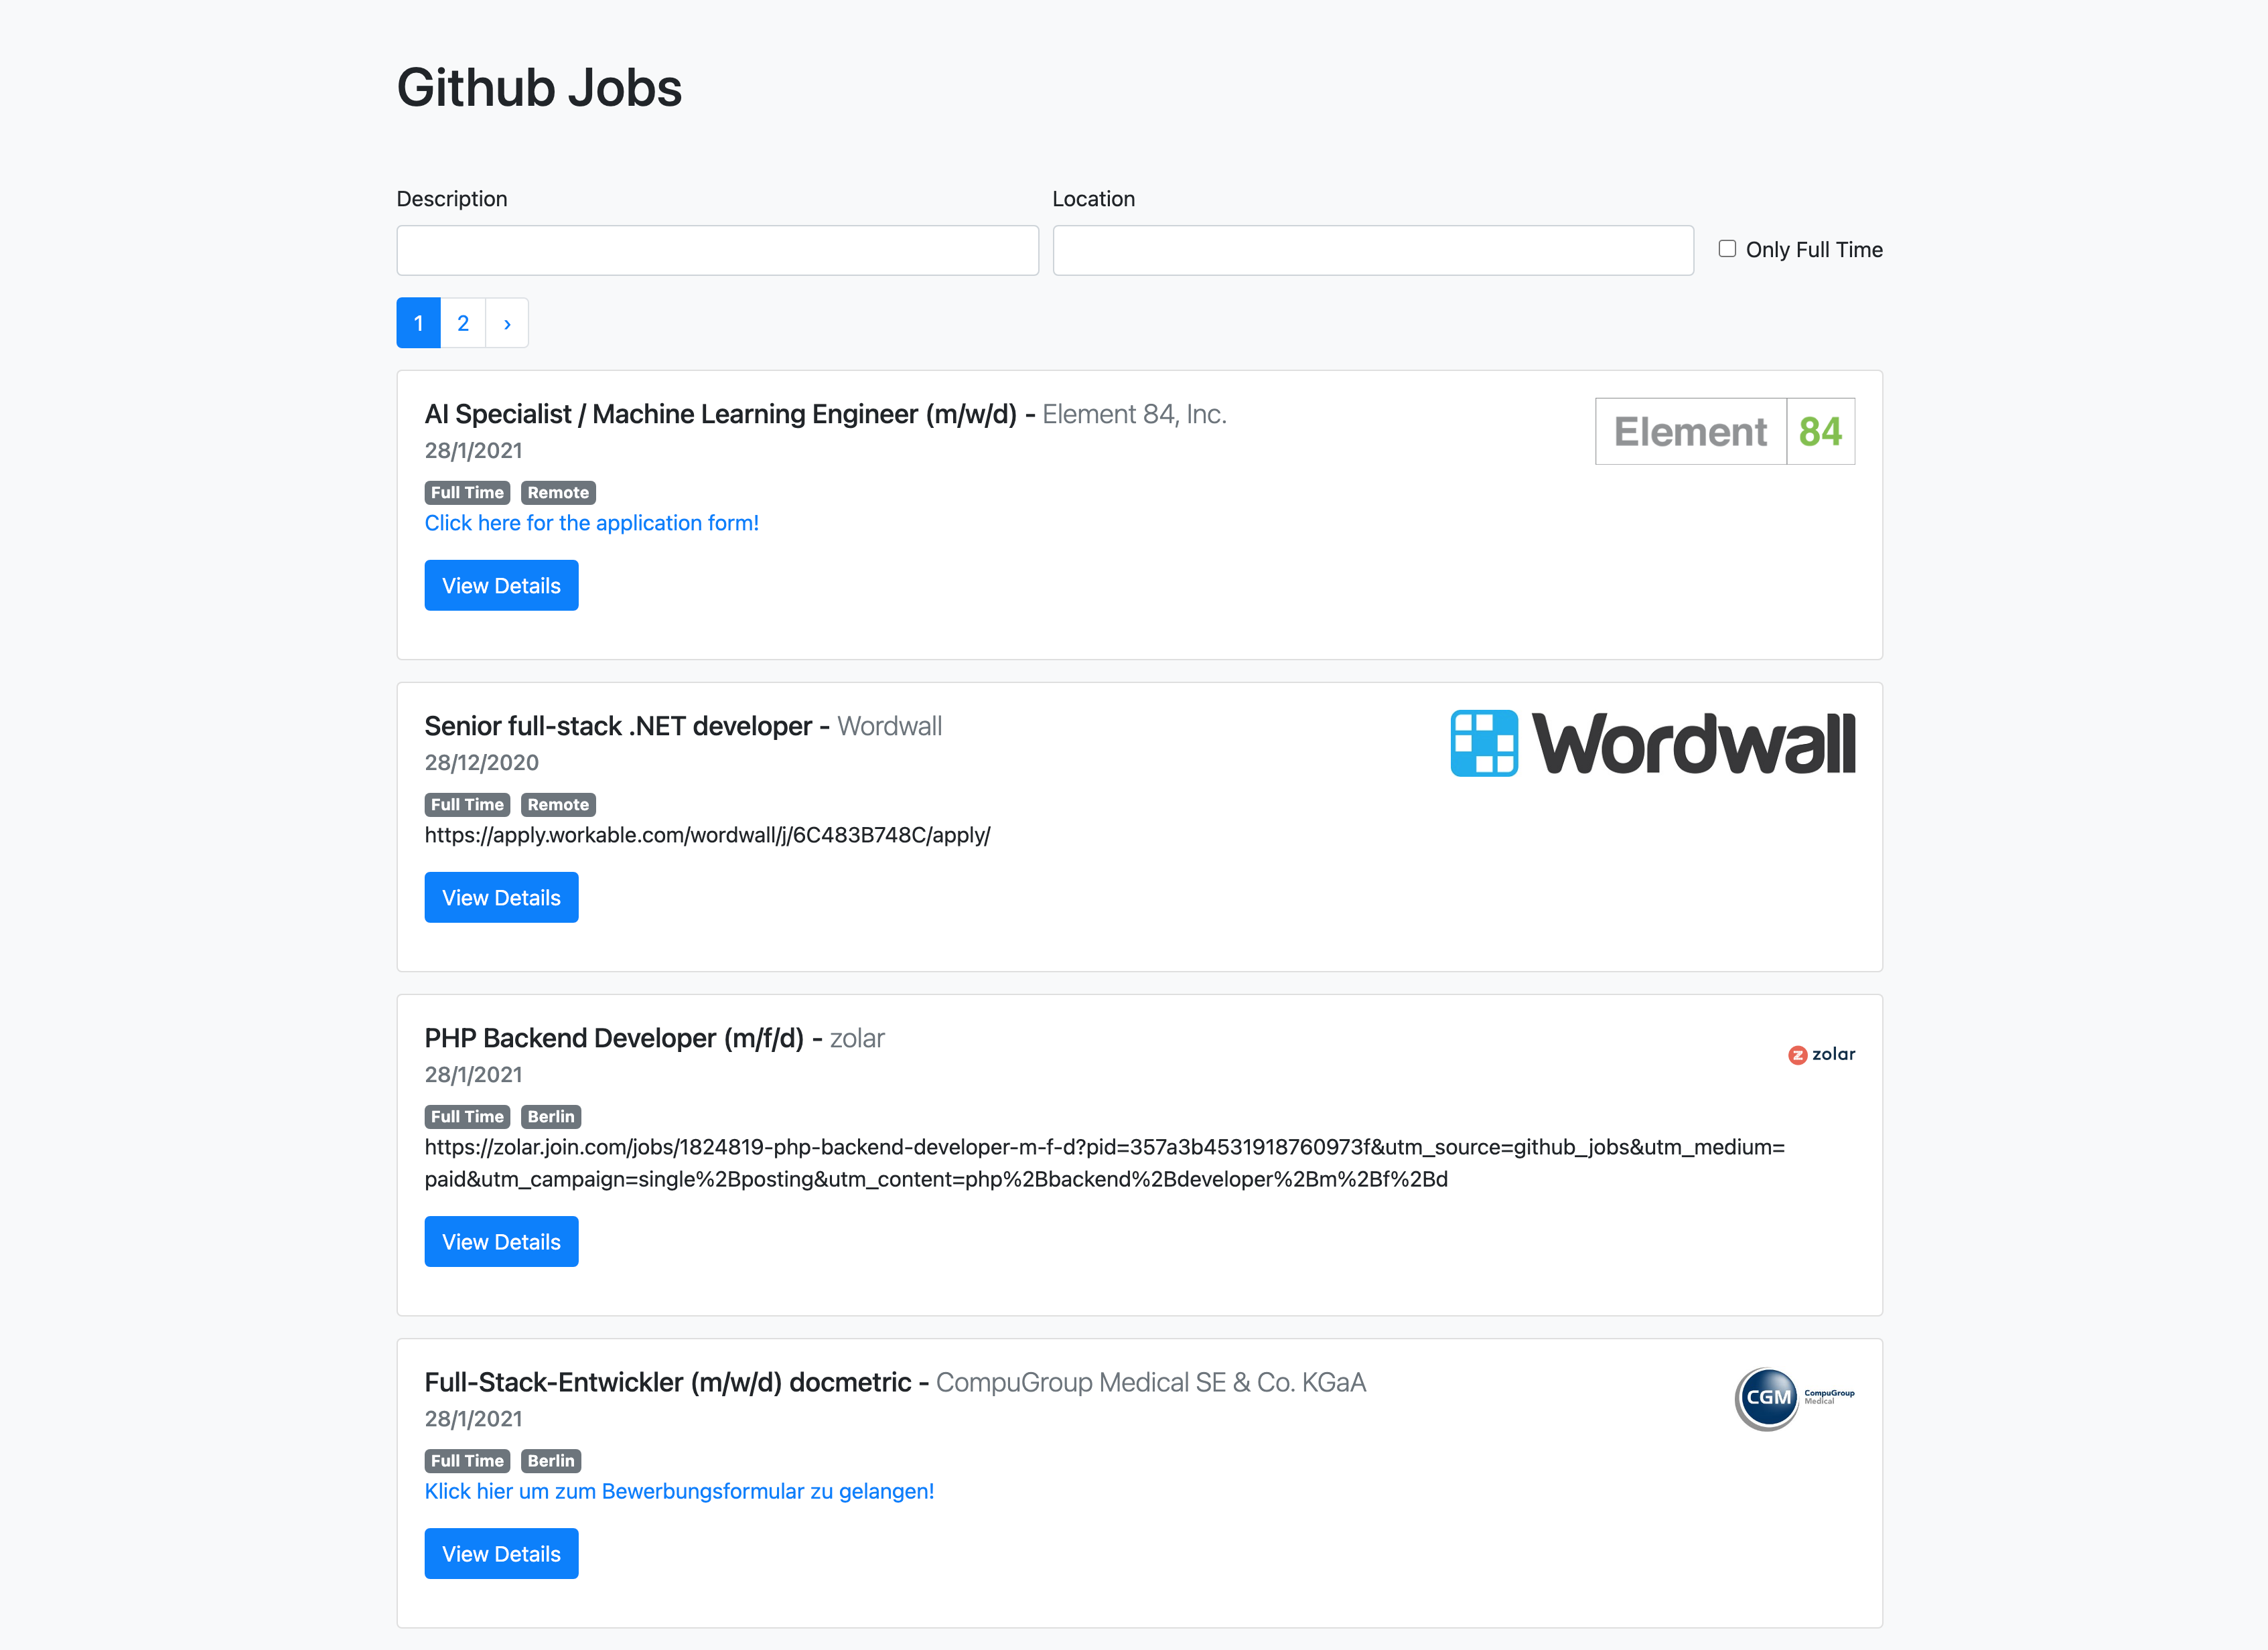 Github Jobs
Description
Location
Only Full Time
1 2 ›
AI Specialist / Machine Learning Engineer (m/w/d) - Element 84, Inc.
Element 84
28/1/2021
Full Time Remote
Click here for the application form!
View Details
Senior full-stack .NET developer - Wordwall
Wordwall
28/12/2020
Full Time Remote
https://apply.workable.com/wordwall/j/6C483B748C/apply/
View Details
PHP Backend Developer (m/f/d) - zolar
z zolar
28/1/2021
Full Time Berlin
https://zolar.join.com/jobs/1824819-php-backend-developer-m-f-d?pid=357a3b4531918760973f&utm_source=github_jobs&utm_medium=
paid&utm_campaign=single%2Bposting&utm_content=php%2Bbackend%2Bdeveloper%2Bm%2Bf%2Bd
View Details
Full-Stack-Entwickler (m/w/d) docmetric - CompuGroup Medical SE & Co. KGaA
CGM CompuGroup
Medical
28/1/2021
Full Time Berlin
Klick hier um zum Bewerbungsformular zu gelangen!
View Details